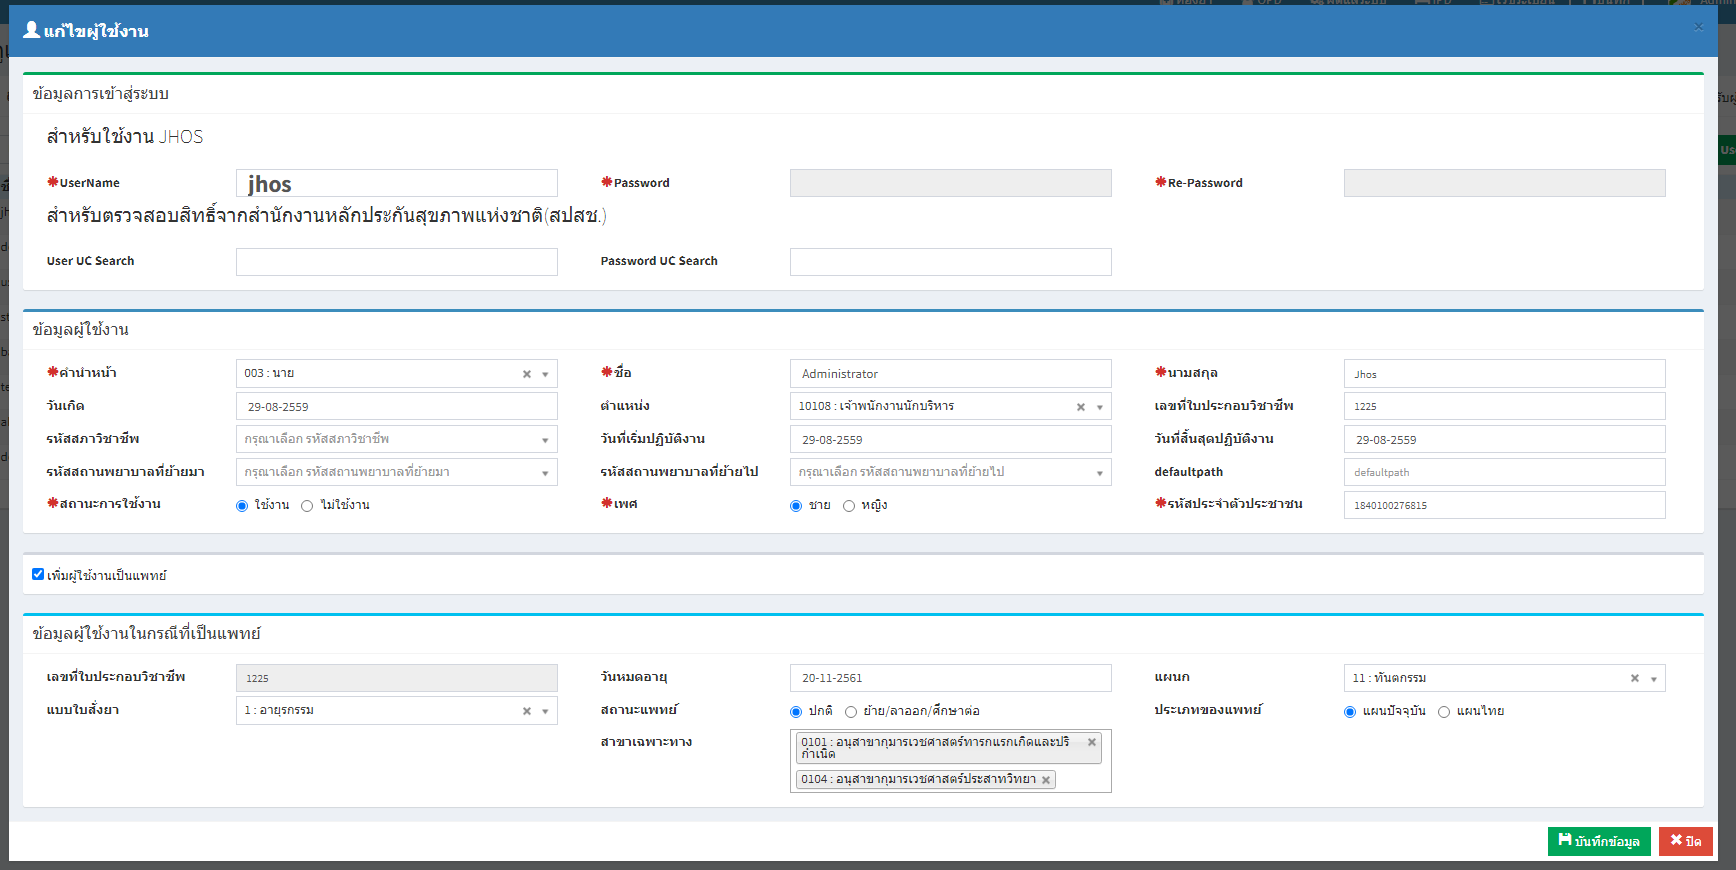 แก้ไขผู้ใช้งาน ×
ข้อมูลการเข้าสู่ระบบ
สำหรับใช้งาน JHOS
*UserName jhos *Password *Re-Password
สำหรับตรวจสอบสิทธิ์จากสำนักงานหลักประกันสุขภาพแห่งชาติ(สปสช.)
User UC Search Password UC Search
ข้อมูลผู้ใช้งาน
*คำนำหน้า 003 : นาย × *ชื่อ Administrator *นามสกุล Jhos
วันเกิด 29-08-2559 ตำแหน่ง 10108 : เจ้าพนักงานนักบริหาร × เลขที่ใบประกอบวิชาชีพ 1225
รหัสสภาวิชาชีพ กรุณาเลือก รหัสสภาวิชาชีพ วันที่เริ่มปฏิบัติงาน 29-08-2559 วันที่สิ้นสุดปฏิบัติงาน 29-08-2559
รหัสสถานพยาบาลที่ย้ายมา กรุณาเลือก รหัสสถานพยาบาลที่ย้ายมา รหัสสถานพยาบาลที่ย้ายไป กรุณาเลือก รหัสสถานพยาบาลที่ย้ายไป defaultpath defaultpath
*สถานะการใช้งาน ใช้งาน ไม่ใช้งาน *เพศ ชาย หญิง *รหัสประจำตัวประชาชน 1840100276815
เพิ่มผู้ใช้งานเป็นแพทย์
ข้อมูลผู้ใช้งานในกรณีที่เป็นแพทย์
เลขที่ใบประกอบวิชาชีพ 1225 วันหมดอายุ 20-11-2561 แผนก 11 : ทันตกรรม ×
แบบใบสั่งยา 1 : อายุรกรรม × สถานะแพทย์ ปกติ ย้าย/ลาออก/ศึกษาต่อ ประเภทของแพทย์ แผนปัจจุบัน แผนไทย
สาขาเฉพาะทาง 0101 : อนุสาขากุมารเวชศาสตร์ทารกแรกเกิดและปริ ×
กำเนิด
0104 : อนุสาขากุมารเวชศาสตร์ประสาทวิทยา ×
บันทึกข้อมูล ปิด